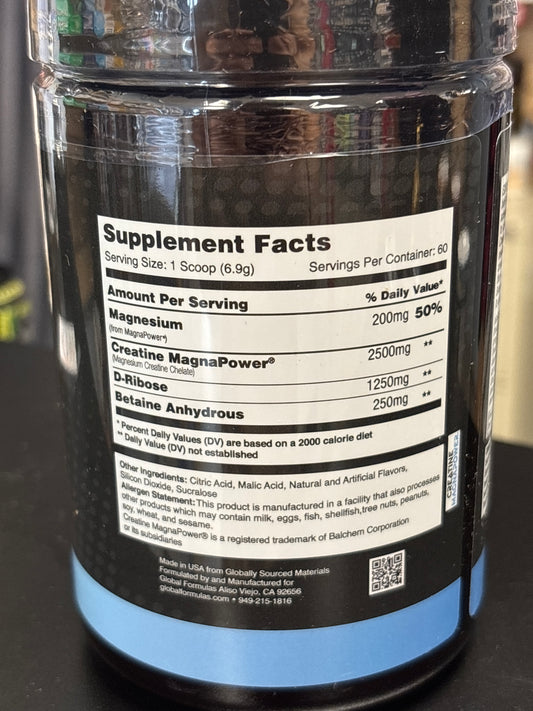 Supplement Facts
Serving Size: 1 Scoop (6.9g) Servings Per Container: 60
Amount Per Serving % Daily Value*
Magnesium 200mg 50%
(from MagnaPower®)
Creatine MagnaPower® 2500mg **
(Magnesium Creatine Chelate)
D-Ribose 1250mg **
Betaine Anhydrous 250mg **
* Percent Daily Values (DV) are based on a 2000 calorie diet
** Daily Value (DV) not established
Other Ingredients: Citric Acid, Malic Acid, Natural and Artificial Flavors,
Silicon Dioxide, Sucralose
Allergen Statement: This product is manufactured in a facility that also processes
other products which may contain milk, eggs, fish, shellfish,tree nuts, peanuts,
soy, wheat, and sesame.
Creatine MagnaPower® is a registered trademark of Balchem Corporation
or its subsidiaries
CREATINE
MAGNAPOWER
Made in USA from Globally Sourced Materials
Formulated by and Manufactured for
Global Formulas Aliso Viejo, CA 92656
globalformulas.com • 949-215-1816